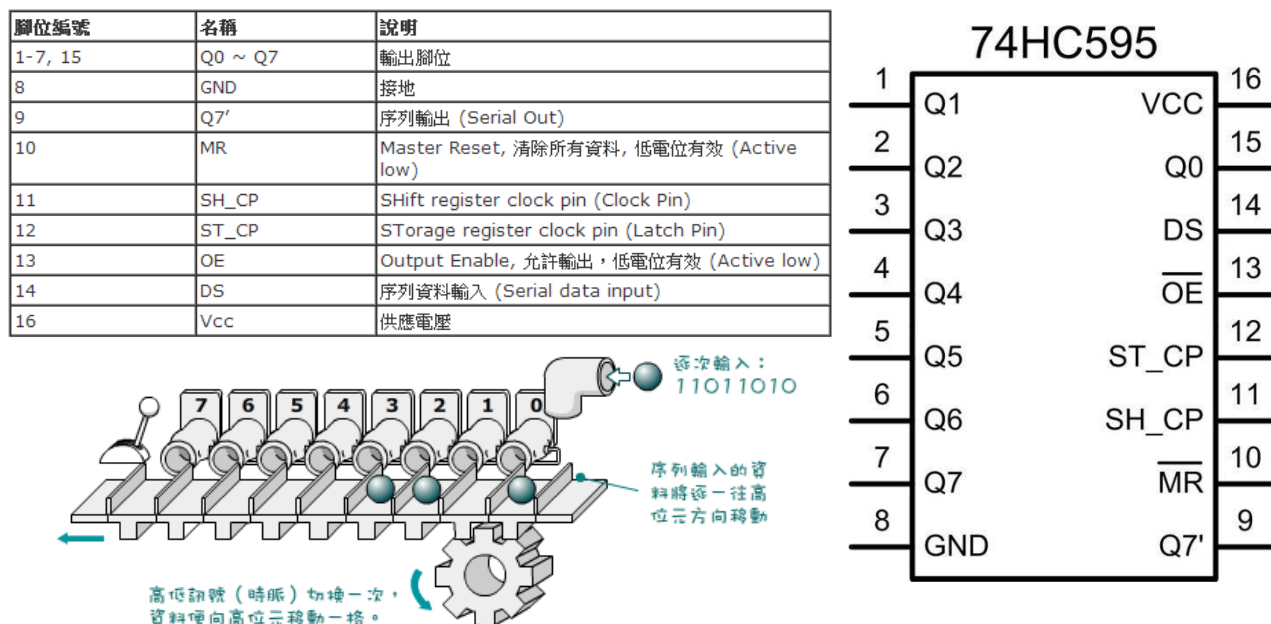 腳位編號 名稱 說明
1-7, 15 Q0 ~ Q7 輸出腳位
8 GND 接地
9 Q7′ 序列輸出 (Serial Out)
10 MR Master Reset, 清除所有資料, 低電位有效 (Active
low)
11 SH_CP SHift register clock pin (Clock Pin)
12 ST_CP STorage register clock pin (Latch Pin)
13 OE Output Enable, 允許輸出，低電位有效 (Active low)
14 DS 序列資料輸入 (Serial data input)
16 Vcc 供應電壓
逐次輸入：
11011010
7 6 5 4 3 2 1 0
序列輸入的資
料將逐一往高
位元方向移動
高低訊號（時脈）切換一次，
資料便向高位元移動一格。
74HC595
1 Q1 VCC 16
2 Q2 Q0 15
3 Q3 DS 14
4 Q4 OE 13
5 Q5 ST_CP 12
6 Q6 SH_CP 11
7 Q7 MR 10
8 GND Q7' 9